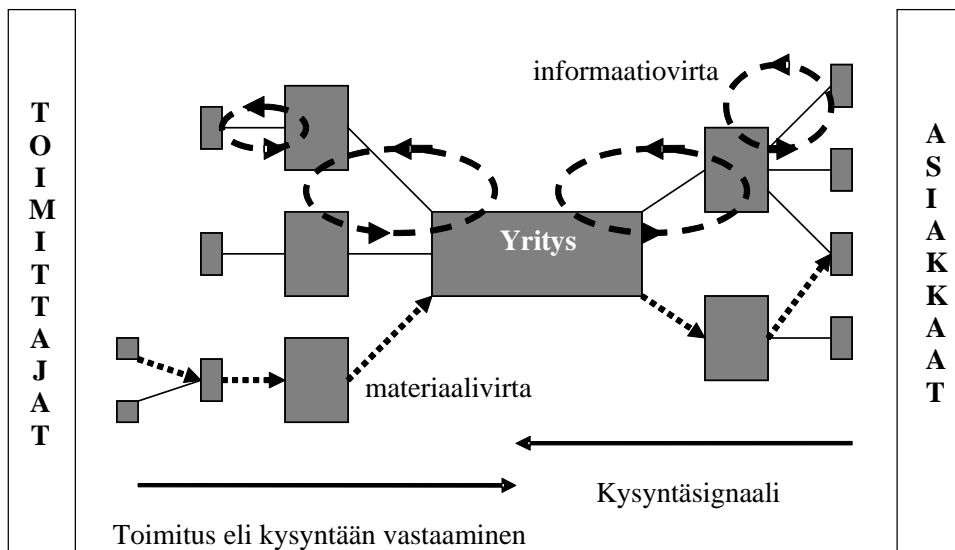 TOIMITTAJAT
informaatiovirta
Yritys
materiaalivirta
Kysyntäsignaali
Toimitus eli kysyntään vastaaminen
ASIAKKAAT